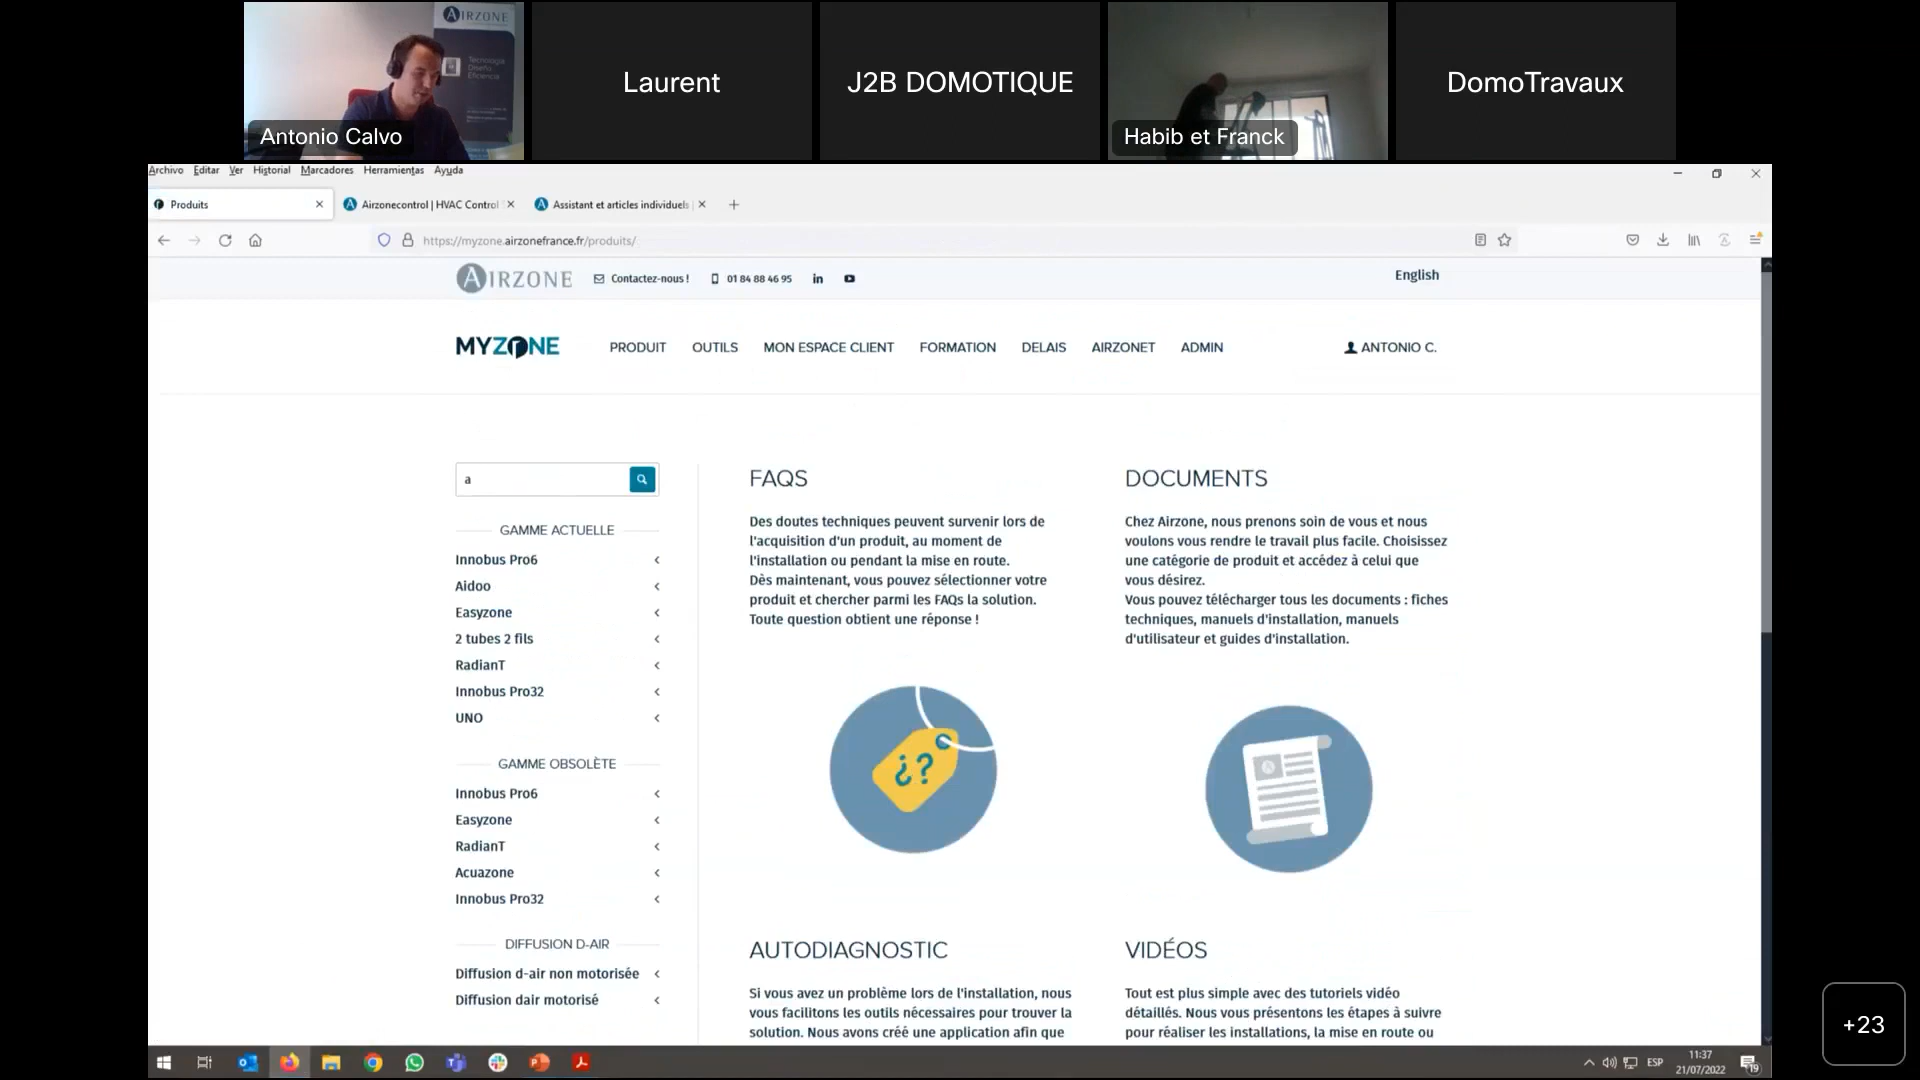 AIRZONE
Tecnología
Diseño
Eficiencia
Antonio Calvo
Laurent
J2B DOMOTIQUE
Habib et Franck
DomoTravaux
Archivo Editar Ver Historial Marcadores Herramientas Ayuda
Produits
Airzonecontrol | HVAC Control
Assistant et articles individuels
https://myzone.airzonefrance.fr/produits/
AIRZONE
Contactez-nous !
01 84 88 46 95
in
English
MYZONE
PRODUIT OUTILS MON ESPACE CLIENT FORMATION DELAIS AIRZONET ADMIN
ANTONIO C.
a
GAMME ACTUELLE
Innobus Pro6
Aidoo
Easyzone
2 tubes 2 fils
RadianT
Innobus Pro32
UNO
GAMME OBSOLÈTE
Innobus Pro6
Easyzone
RadianT
Acuazone
Innobus Pro32
DIFFUSION D-AIR
Diffusion d-air non motorisée
Diffusion dair motorisé
FAQS
Des doutes techniques peuvent survenir lors de
l'acquisition d'un produit, au moment de
l'installation ou pendant la mise en route.
Dès maintenant, vous pouvez sélectionner votre
produit et chercher parmi les FAQs la solution.
Toute question obtient une réponse !
¿?
DOCUMENTS
Chez Airzone, nous prenons soin de vous et nous
voulons vous rendre le travail plus facile. Choisissez
une catégorie de produit et accédez à celui que
vous désirez.
Vous pouvez télécharger tous les documents : fiches
techniques, manuels d'installation, manuels
d'utilisateur et guides d'installation.
AUTODIAGNOSTIC
Si vous avez un problème lors de l'installation, nous
vous facilitons les outils nécessaires pour trouver la
solution. Nous avons créé une application afin que
VIDÉOS
Tout est plus simple avec des tutoriels vidéo
détaillés. Nous vous présentons les étapes à suivre
pour réaliser les installations, la mise en route ou
+23
ESP
11:37
21/07/2022
19